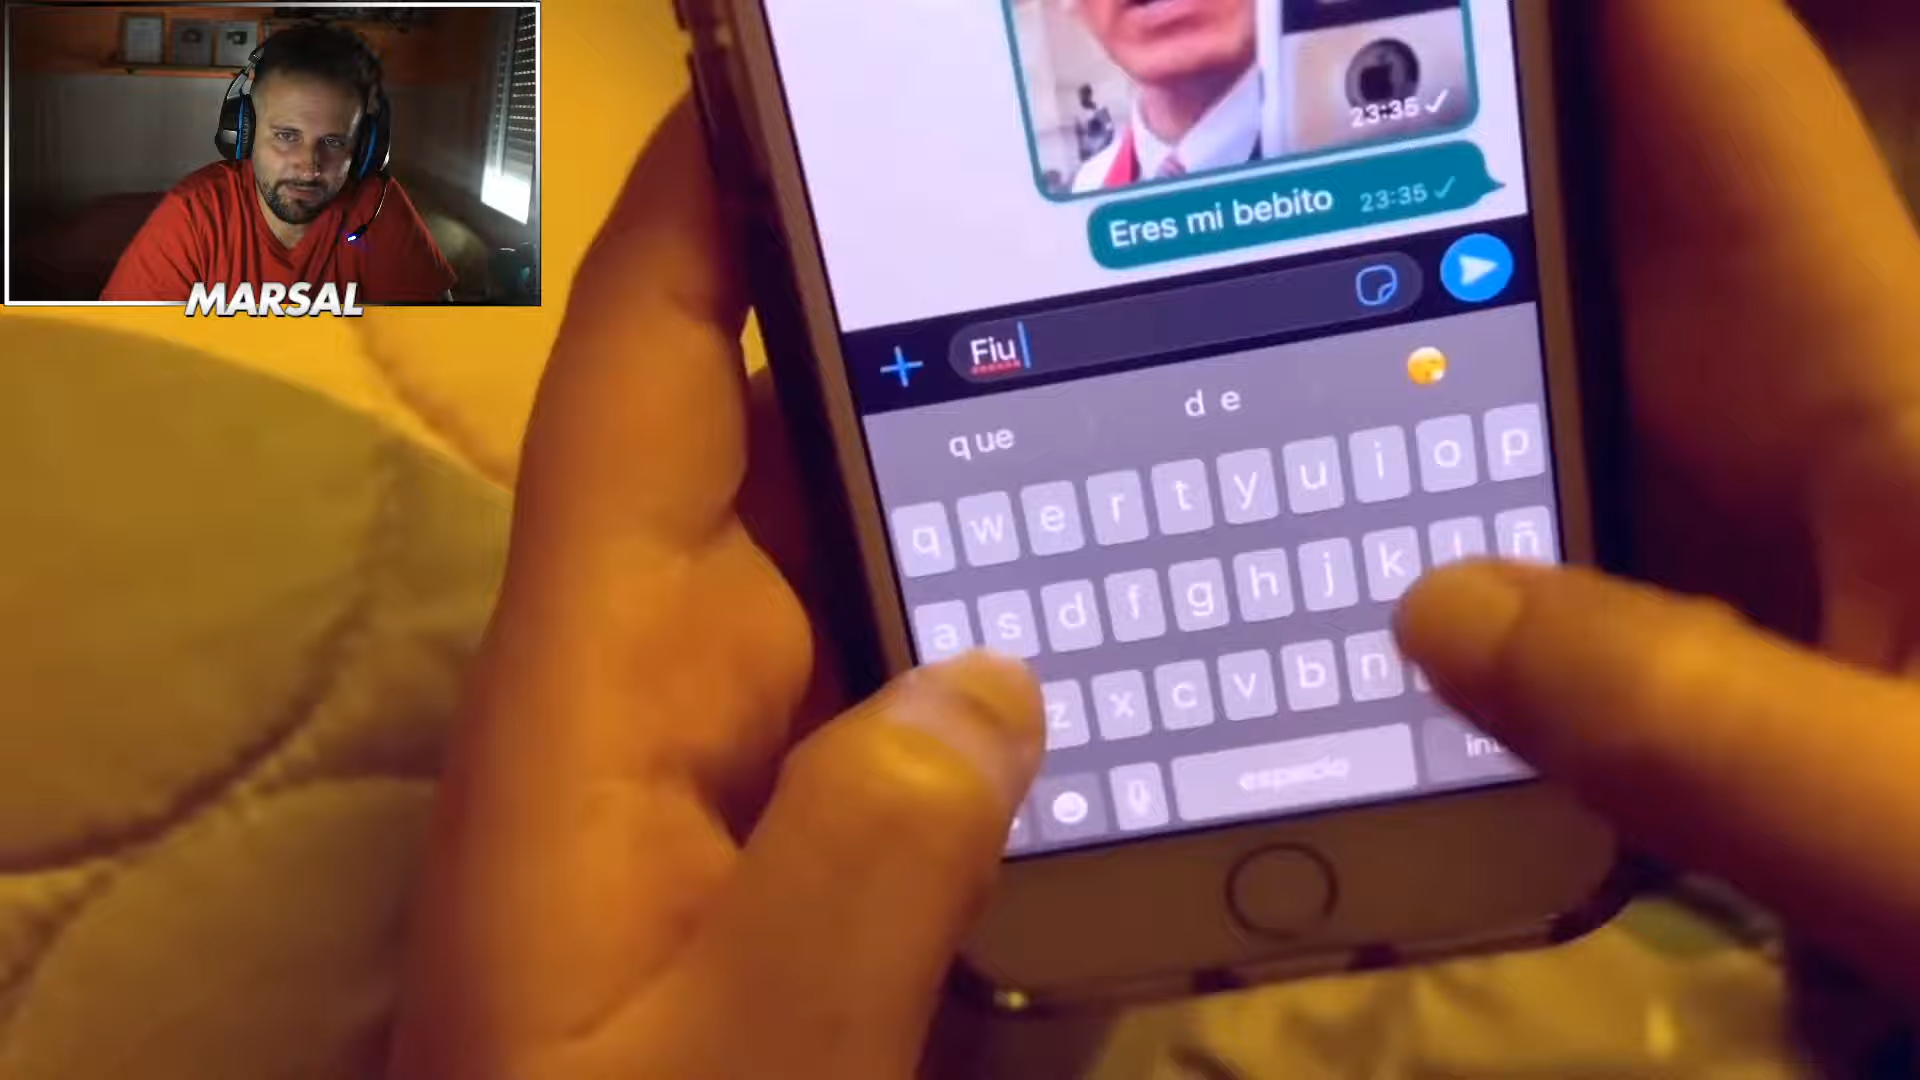 MARSAL
23:35
Eres mi bebito 23:35
Fiu
que de
q w e r t y u i o p
a s d f g h j k l ñ
z x c v b n
espacio